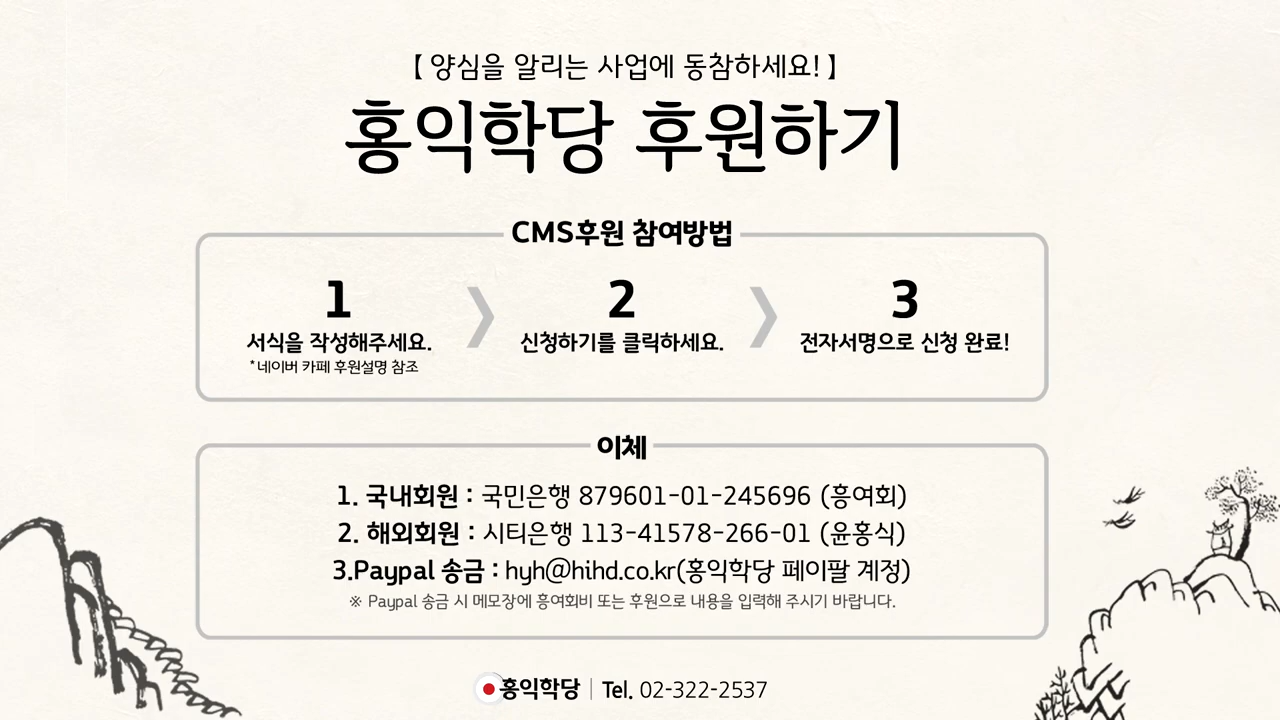 【 양심을 알리는 사업에 동참하세요! 】
홍익학당 후원하기
CMS후원 참여방법
1
서식을 작성해주세요.
*네이버 카페 후원설명 참조
2
신청하기를 클릭하세요.
3
전자서명으로 신청 완료!
이체
1. 국내회원 : 국민은행 879601-01-245696 (흥여회)
2. 해외회원 : 시티은행 113-41578-266-01 (윤홍식)
3.Paypal 송금 : hyh@hihd.co.kr(홍익학당 페이팔 계정)
※ Paypal 송금 시 메모장에 흥여회비 또는 후원으로 내용을 입력해 주시기 바랍니다.
홍익학당 | Tel. 02-322-2537